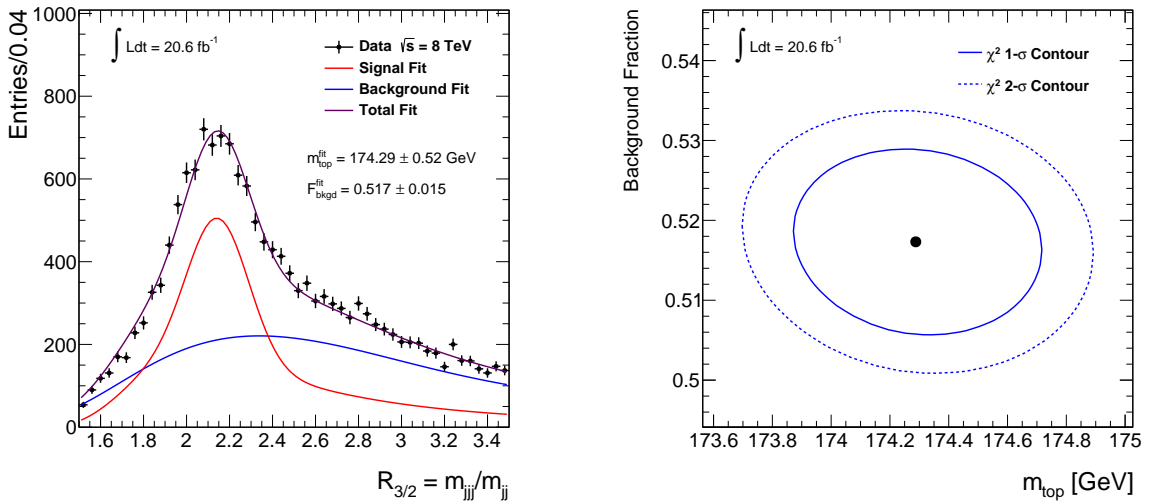 ∫ Ldt = 20.6 fb⁻¹
Data √s = 8 TeV
Signal Fit
Background Fit
Total Fit
m_top^fit = 174.29 ± 0.52 GeV
F_bkgd^fit = 0.517 ± 0.015
Entries/0.04
1000
800
600
400
200
0
1.6 1.8 2 2.2 2.4 2.6 2.8 3 3.2 3.4
R_3/2 = m_jjj/m_jj
∫ Ldt = 20.6 fb⁻¹
χ² 1-σ Contour
χ² 2-σ Contour
Background Fraction
0.54
0.53
0.52
0.51
0.5
173.6 173.8 174 174.2 174.4 174.6 174.8 175
m_top [GeV]